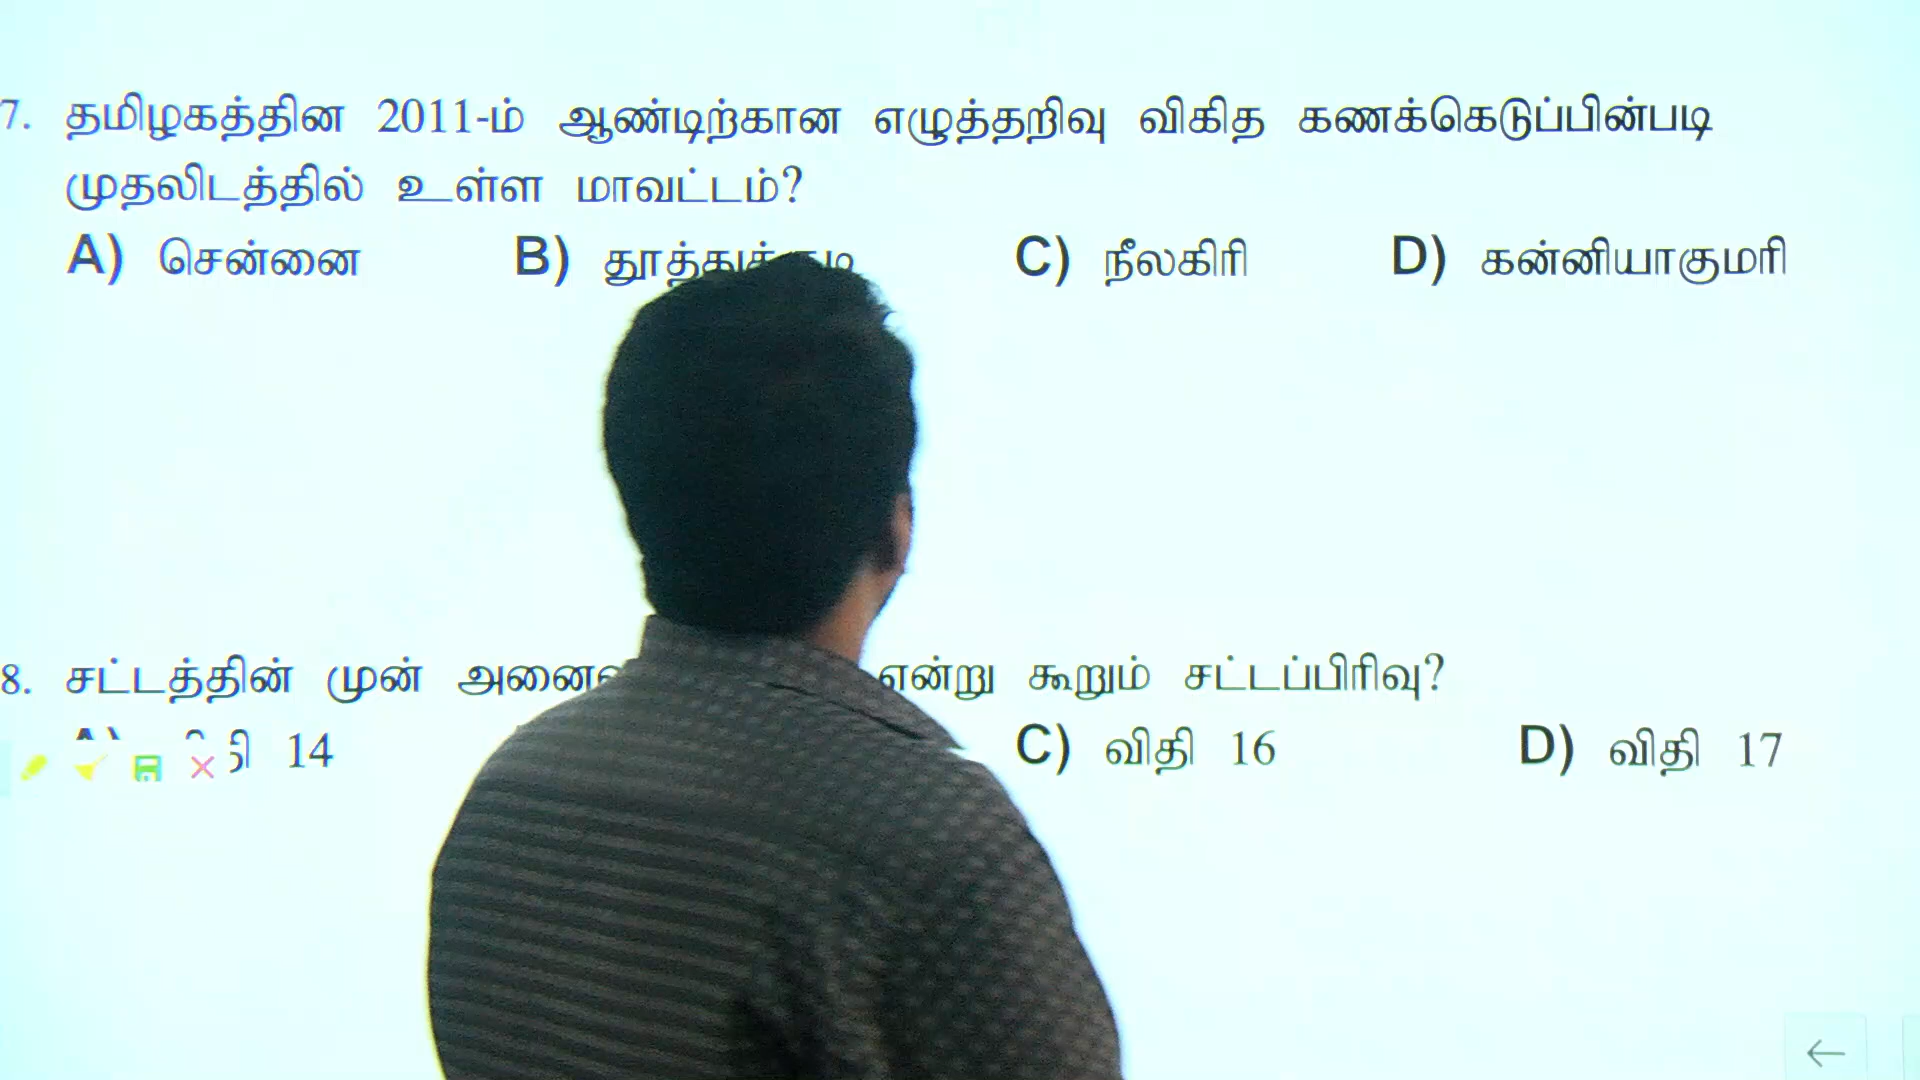 7. தமிழகத்தின 2011-ம் ஆண்டிற்கான எழுத்தறிவு விகித கணக்கெடுப்பின்படி
முதலிடத்தில் உள்ள மாவட்டம்?
A) சென்னை B) C) நீலகிரி D) கன்னியாகுமரி
8. சட்டத்தின் முன் என்று கூறும் சட்டப்பிரிவு?
14 C) விதி 16 D) விதி 17